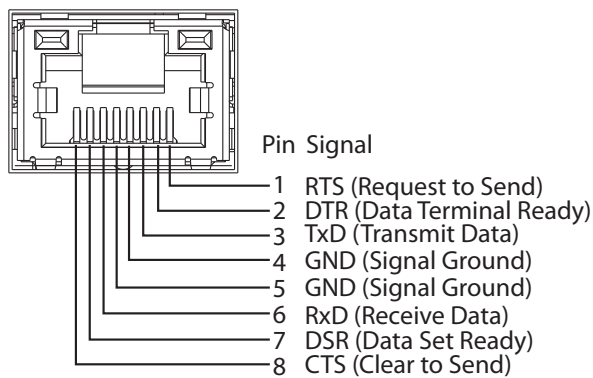 Pin Signal
1 RTS (Request to Send)
2 DTR (Data Terminal Ready)
3 TxD (Transmit Data)
4 GND (Signal Ground)
5 GND (Signal Ground)
6 RxD (Receive Data)
7 DSR (Data Set Ready)
8 CTS (Clear to Send)